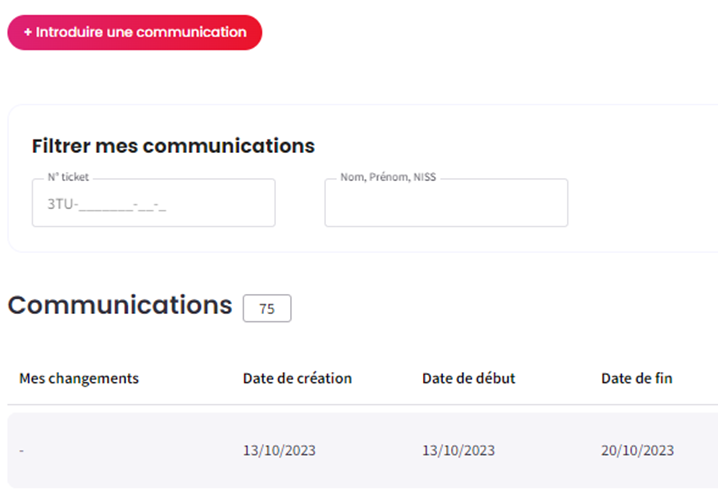 + Introduire une communication
Filtrer mes communications
N° ticket
Nom, Prénom, NISS
3TU-_______-__-_
Communications 75
Mes changements Date de création Date de début Date de fin
- 13/10/2023 13/10/2023 20/10/2023